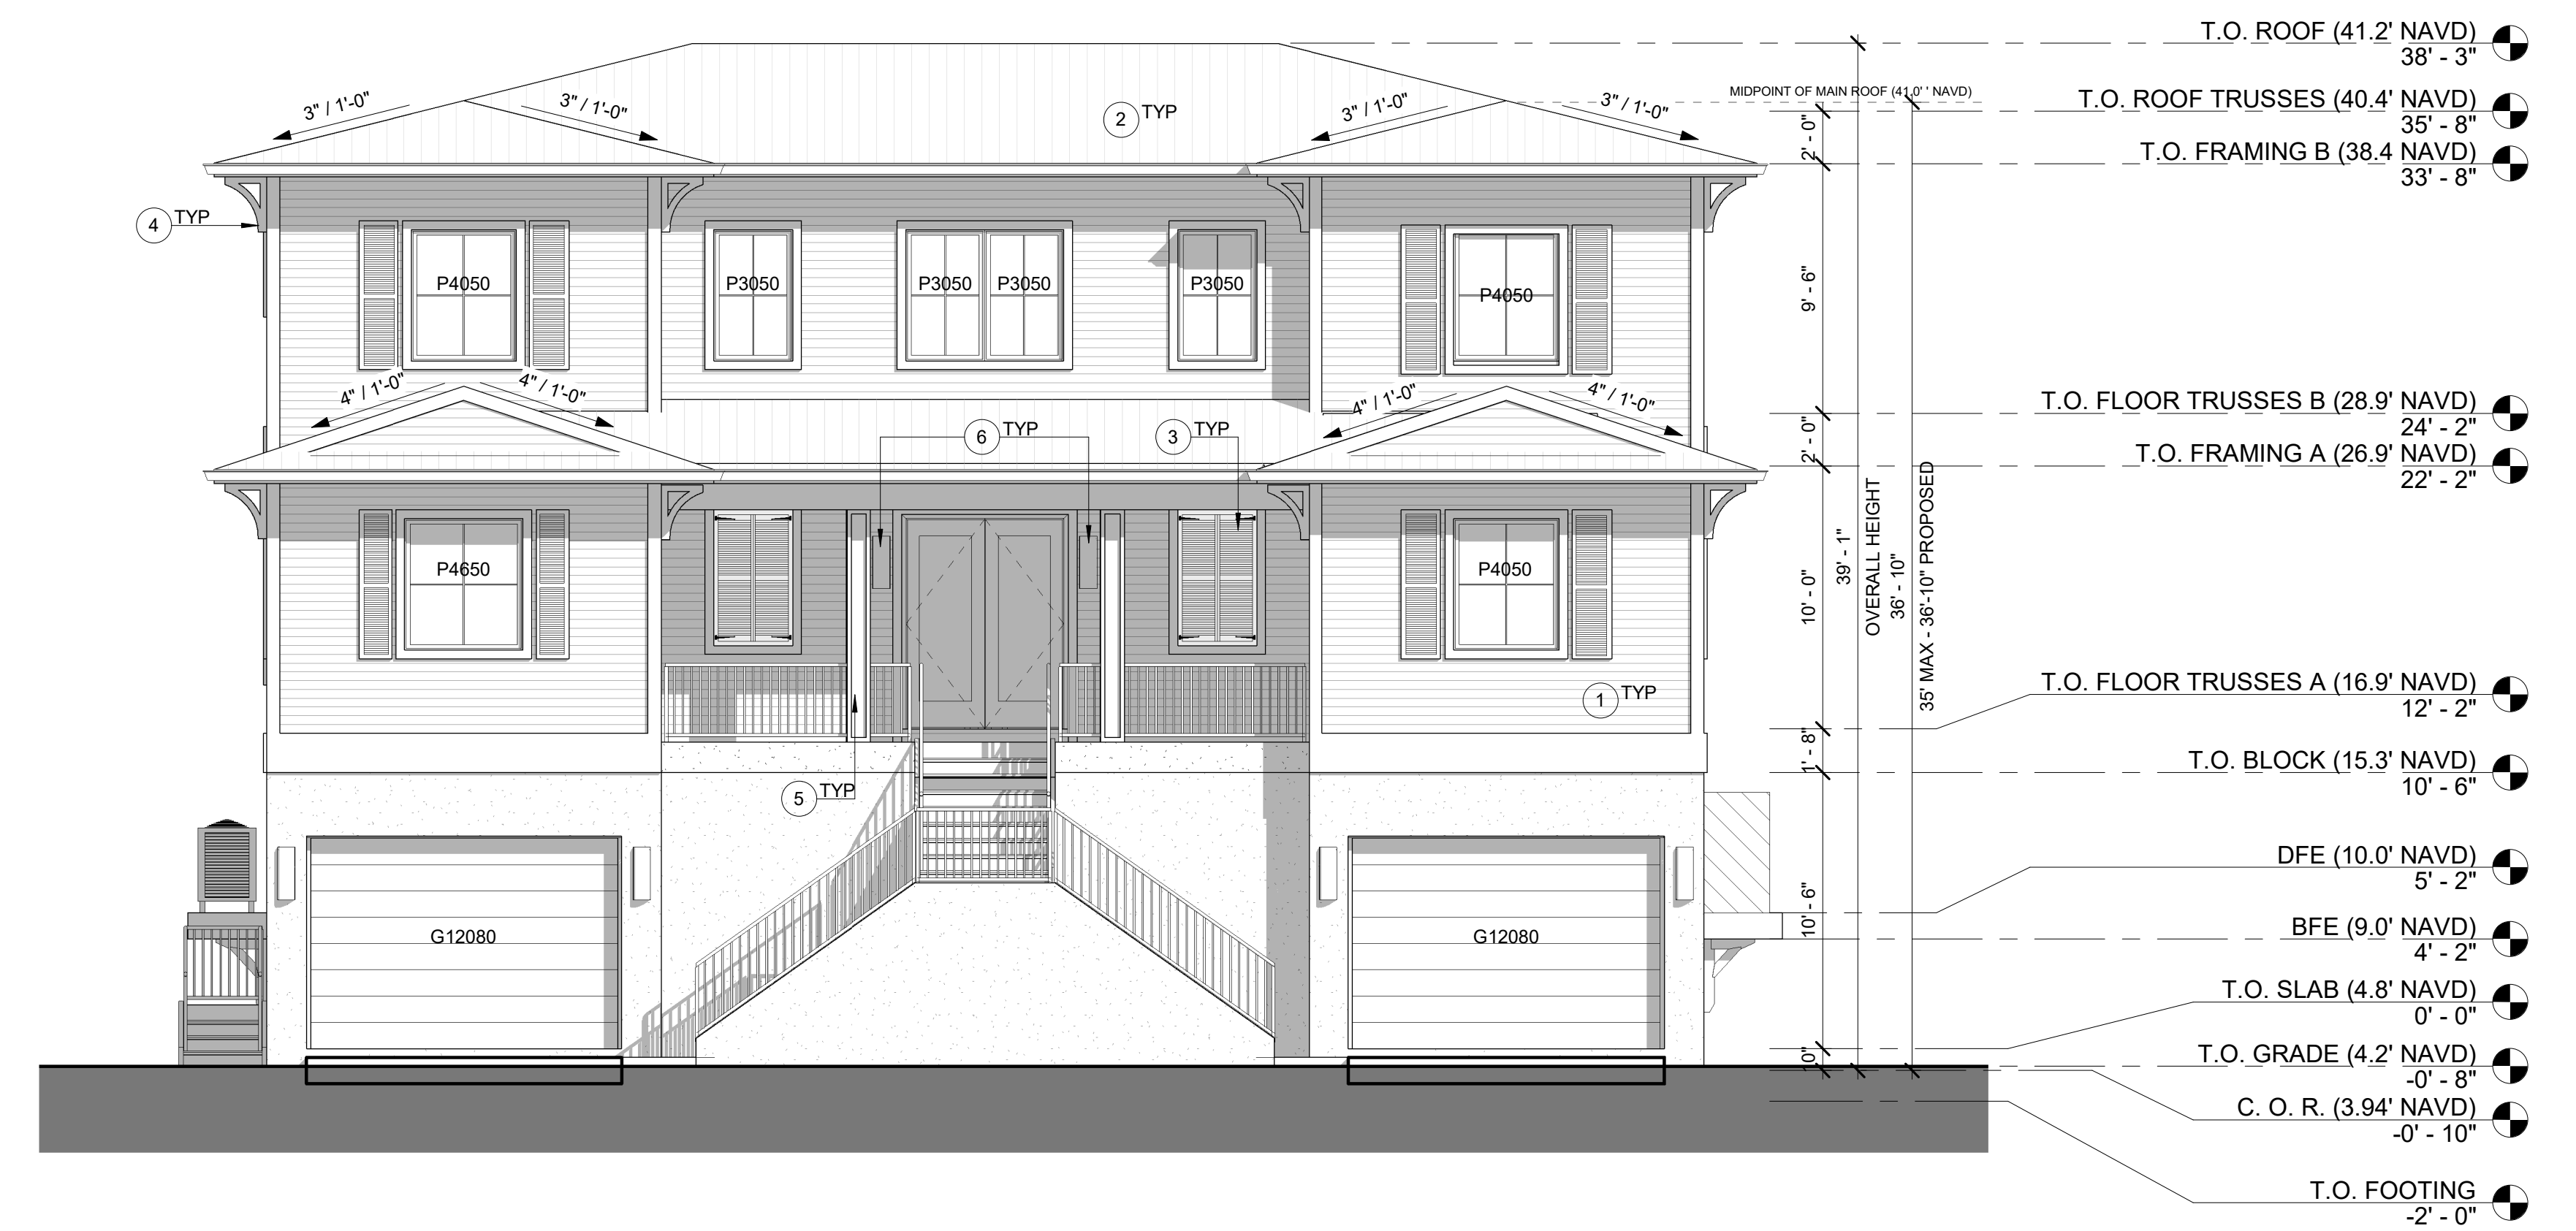 T.O. ROOF (41.2' NAVD)
38' - 3"
MIDPOINT OF MAIN ROOF (41.0' ' NAVD)
T.O. ROOF TRUSSES (40.4' NAVD)
35' - 8"
T.O. FRAMING B (38.4 NAVD)
33' - 8"
3" / 1'-0"
3" / 1'-0"
2 TYP
3" / 1'-0"
3" / 1'-0"
2' - 0"
4 TYP
P4050
P3050
P3050
P3050
P3050
P4050
9' - 6"
4" / 1'-0"
4" / 1'-0"
4" / 1'-0"
4" / 1'-0"
T.O. FLOOR TRUSSES B (28.9' NAVD)
24' - 2"
6 TYP
3 TYP
2' - 0"
T.O. FRAMING A (26.9' NAVD)
22' - 2"
P4650
P4050
10' - 0"
39' - 1"
OVERALL HEIGHT
36' - 10"
35' MAX - 36'-10" PROPOSED
1 TYP
T.O. FLOOR TRUSSES A (16.9' NAVD)
12' - 2"
5 TYP
1' - 8"
T.O. BLOCK (15.3' NAVD)
10' - 6"
DFE (10.0' NAVD)
5' - 2"
G12080
G12080
10' - 6"
BFE (9.0' NAVD)
4' - 2"
T.O. SLAB (4.8' NAVD)
0' - 0"
T.O. GRADE (4.2' NAVD)
-0' - 8"
C. O. R. (3.94' NAVD)
-0' - 10"
T.O. FOOTING
-2' - 0"